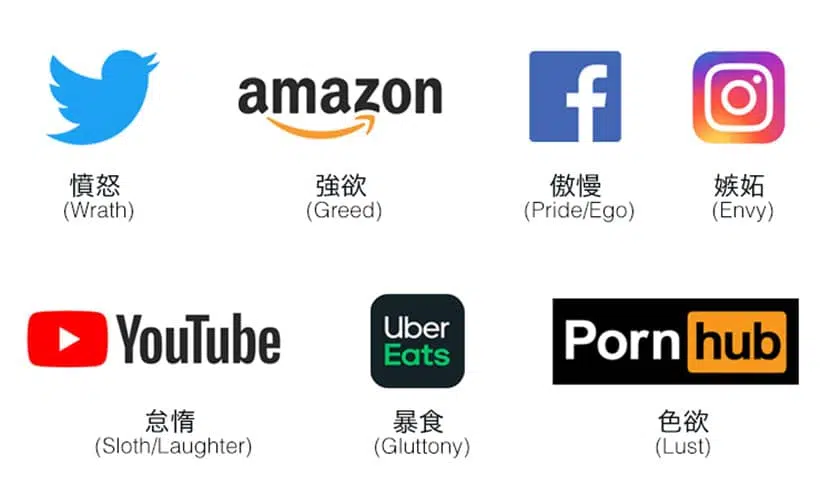 amazon
f
憤怒
(Wrath)
強欲
(Greed)
傲慢
(Pride/Ego)
嫉妬
(Envy)
YouTube
Uber
Eats
Porn hub
怠惰
(Sloth/Laughter)
暴食
(Gluttony)
色欲
(Lust)